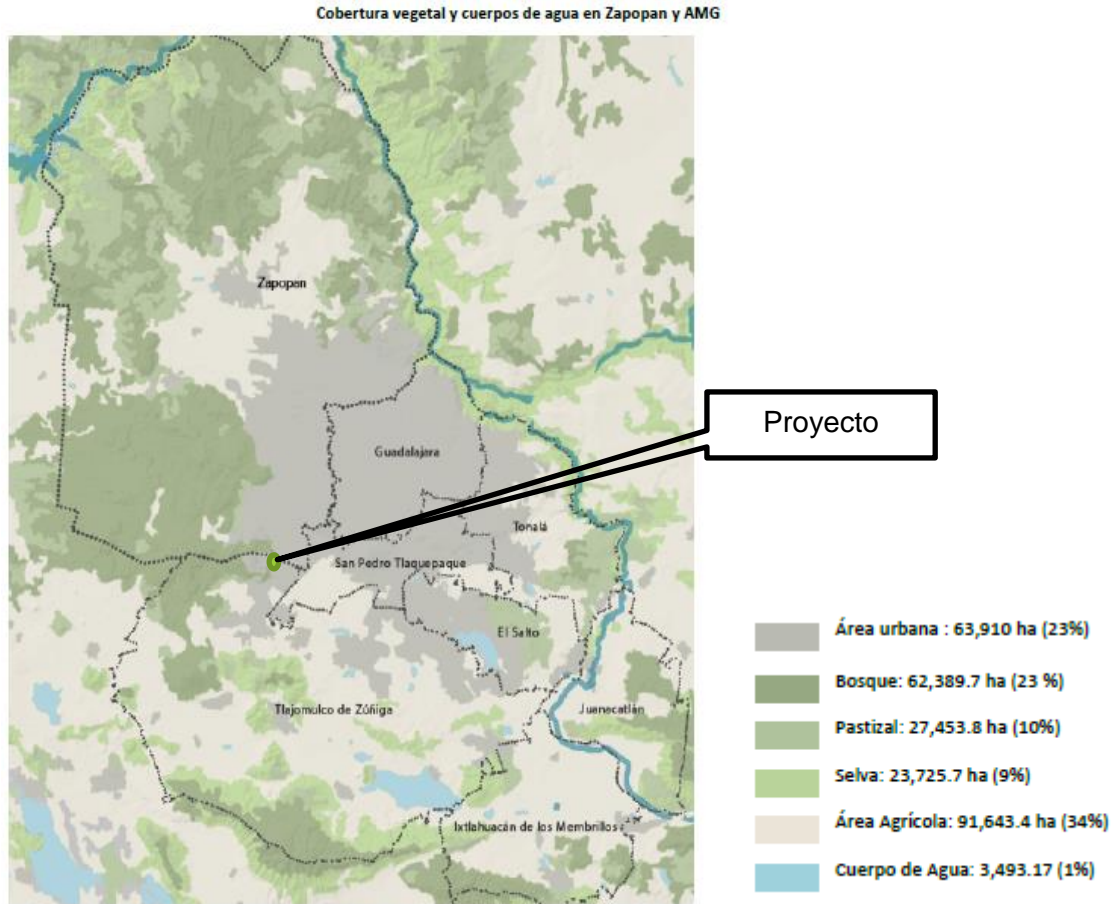 Cobertura vegetal y cuerpos de agua en Zapopan y AMG
Zapopan
Proyecto
Guadalajara
Tonalá
San Pedro Tlaquepaque
El Salto
Tlajomulco de Zúñiga
Juanacatlán
Ixtlahuacán de los Membrillos
Área urbana : 63,910 ha (23%)
Bosque: 62,389.7 ha (23 %)
Pastizal: 27,453.8 ha (10%)
Selva: 23,725.7 ha (9%)
Área Agrícola: 91,643.4 ha (34%)
Cuerpo de Agua: 3,493.17 (1%)